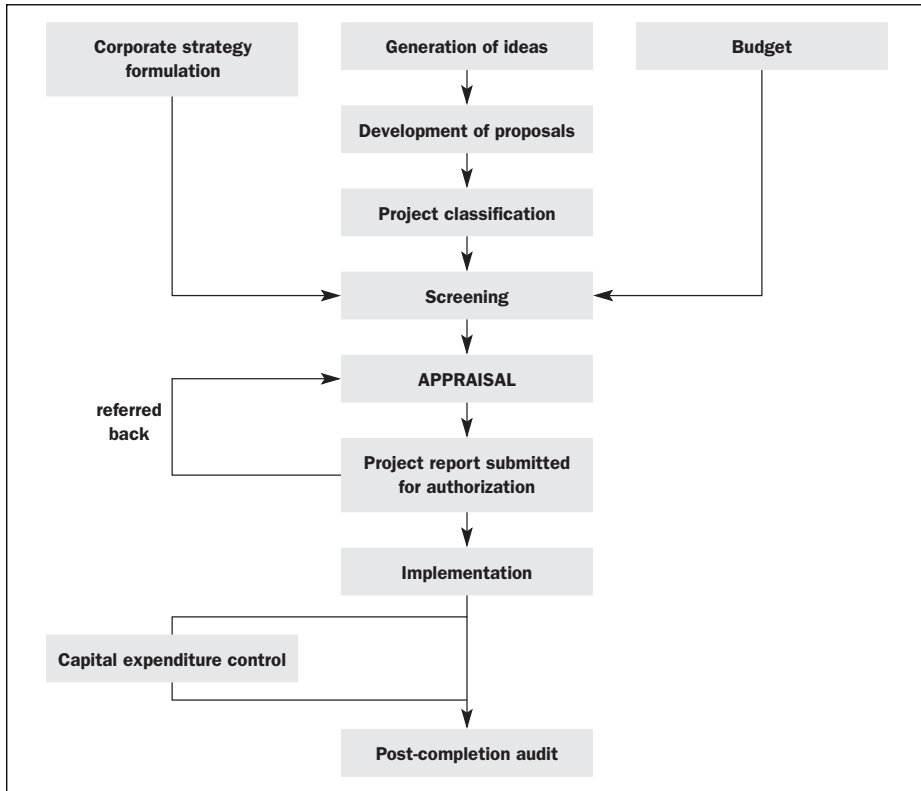 Corporate strategy
formulation
Generation of ideas
Budget
Development of proposals
Project classification
Screening
APPRAISAL
referred
back
Project report submitted
for authorization
Implementation
Capital expenditure control
Post-completion audit